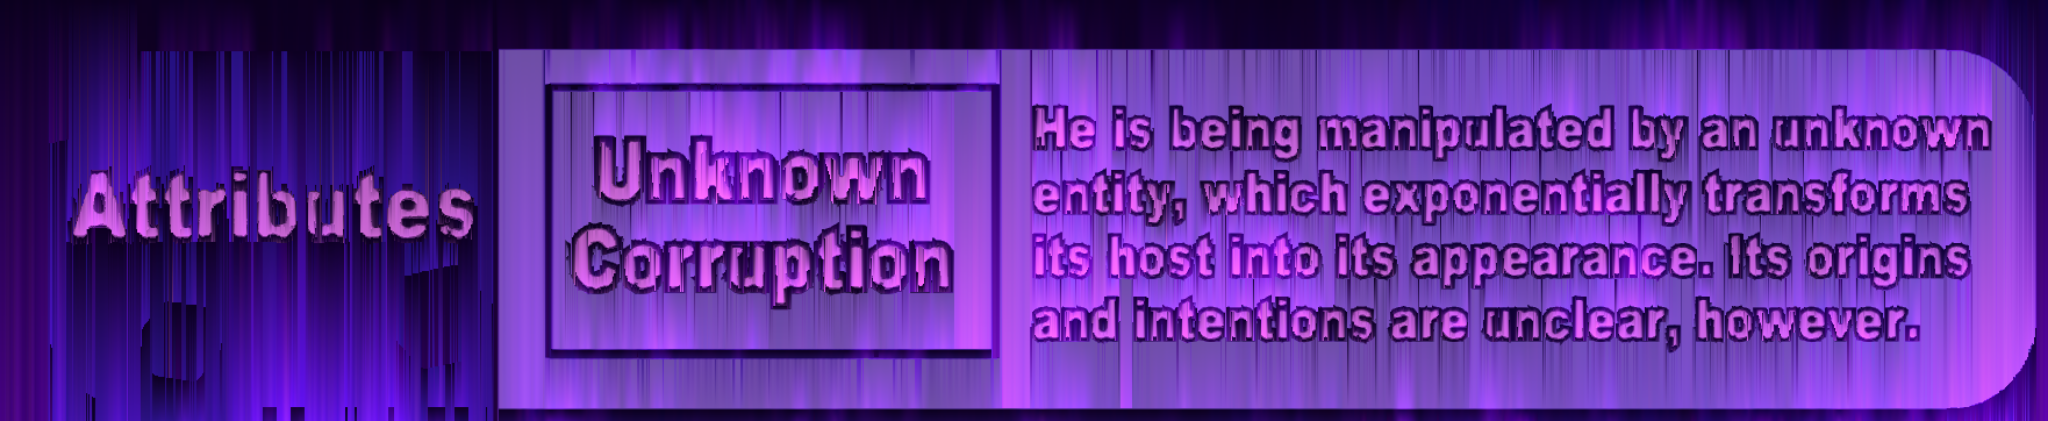 Attributes
Unknown
Corruption
He is being manipulated by an unknown
entity, which exponentially transforms
its host into its appearance. Its origins
and intentions are unclear, however.